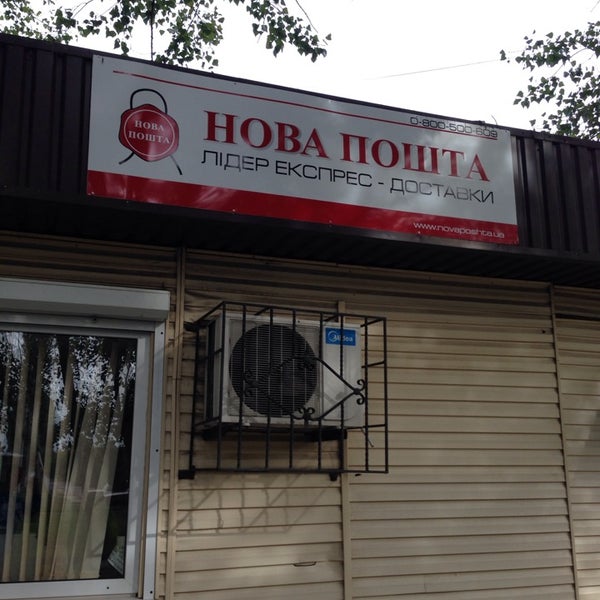 0-800-500-609
НОВА
ПОШТА
НОВА ПОШТА
ЛІДЕР ЕКСПРЕС - ДОСТАВКИ
www.novaposhta.ua
Midea